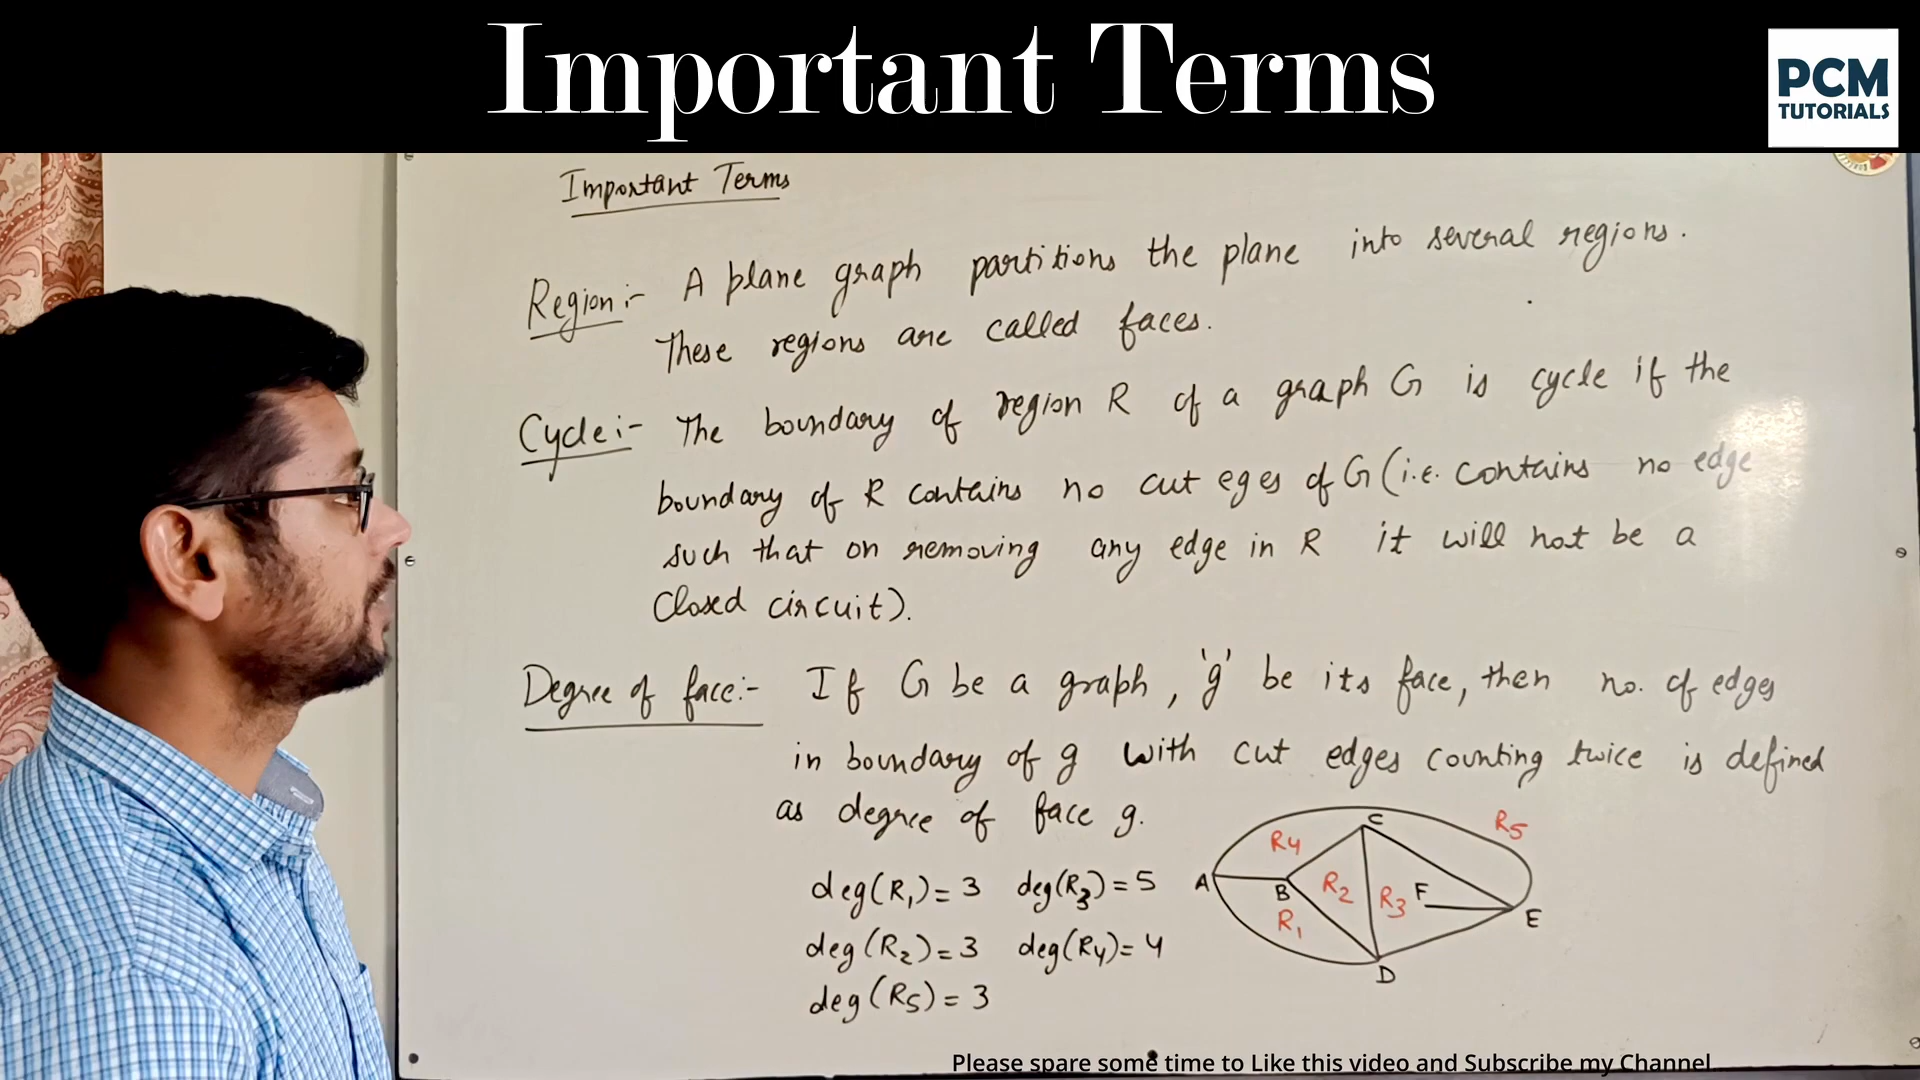 Important Terms
PCM
TUTORIALS
Important Terms
Region:- A plane graph partitions the plane into several regions.
These regions are called faces.
Cycle:- The boundary of region R of a graph G is cycle if the
boundary of R contains no cut eges of G (i.e. contains no edge
such that on removing any edge in R it will not be a
Closed circuit).
Degree of face:- If G be a graph, 'g' be its face, then no. of edges
in boundary of g with cut edges counting twice is defined
as degree of face g.
deg(R1) = 3 deg(R3) = 5
deg(R2) = 3 deg(R4) = 4
deg(R5) = 3
C
R5
R4
A
B
R2
R3
F
E
R1
D
Please spare some time to Like this video and Subscribe my Channel